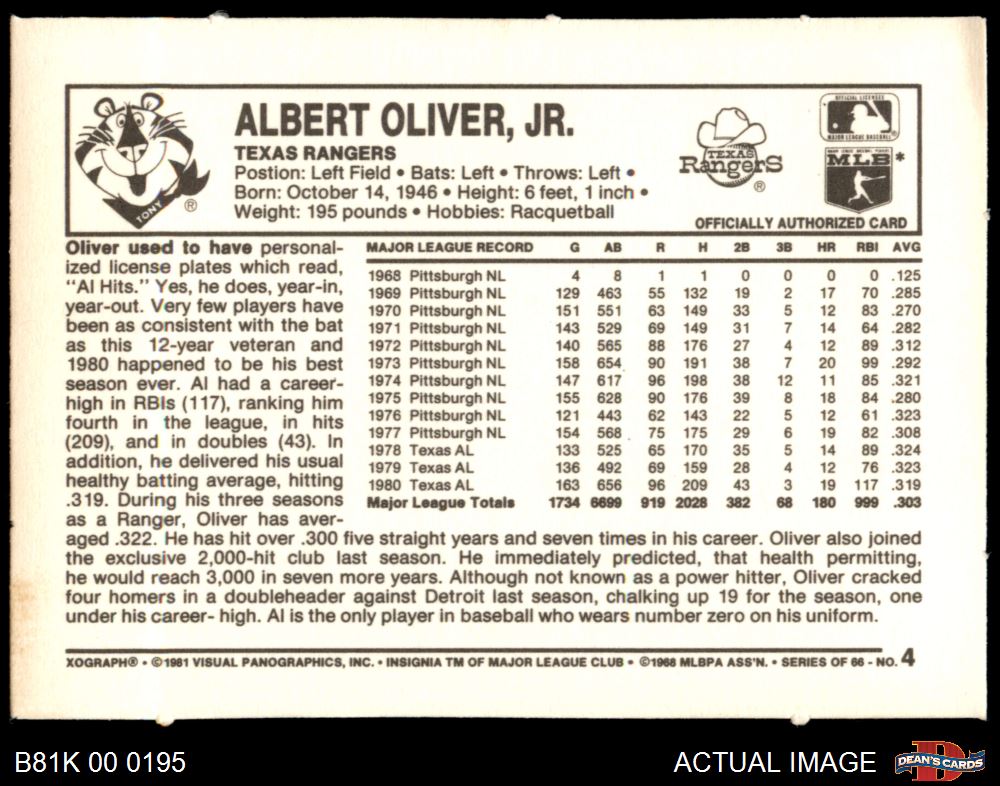 TONY
®
ALBERT OLIVER, JR.
TEXAS RANGERS
Postion: Left Field • Bats: Left • Throws: Left •
Born: October 14, 1946 • Height: 6 feet, 1 inch •
Weight: 195 pounds • Hobbies: Racquetball
TEXAS
RangerS
®
OFFICIAL LICENSEE
MAJOR LEAGUE BASEBALL
MLB*
OFFICIALLY AUTHORIZED CARD
Oliver used to have personal-
ized license plates which read,
"Al Hits." Yes, he does, year-in,
year-out. Very few players have
been as consistent with the bat
as this 12-year veteran and
1980 happened to be his best
season ever. Al had a career-
high in RBIs (117), ranking him
fourth in the league, in hits
(209), and in doubles (43). In
addition, he delivered his usual
healthy batting average, hitting
.319. During his three seasons
as a Ranger, Oliver has aver-
aged .322. He has hit over .300 five straight years and seven times in his career. Oliver also joined
the exclusive 2,000-hit club last season. He immediately predicted, that health permitting,
he would reach 3,000 in seven more years. Although not known as a power hitter, Oliver cracked
four homers in a doubleheader against Detroit last season, chalking up 19 for the season, one
under his career- high. Al is the only player in baseball who wears number zero on his uniform.
MAJOR LEAGUE RECORD G AB R H 2B 3B HR RBI AVG
1968 Pittsburgh NL 4 8 1 1 0 0 0 0 .125
1969 Pittsburgh NL 129 463 55 132 19 2 17 70 .285
1970 Pittsburgh NL 151 551 63 149 33 5 12 83 .270
1971 Pittsburgh NL 143 529 69 149 31 7 14 64 .282
1972 Pittsburgh NL 140 565 88 176 27 4 12 89 .312
1973 Pittsburgh NL 158 654 90 191 38 7 20 99 .292
1974 Pittsburgh NL 147 617 96 198 38 12 11 85 .321
1975 Pittsburgh NL 155 628 90 176 39 8 18 84 .280
1976 Pittsburgh NL 121 443 62 143 22 5 12 61 .323
1977 Pittsburgh NL 154 568 75 175 29 6 19 82 .308
1978 Texas AL 133 525 65 170 35 5 14 89 .324
1979 Texas AL 136 492 69 159 28 4 12 76 .323
1980 Texas AL 163 656 96 209 43 3 19 117 .319
Major League Totals 1734 6699 919 2028 382 68 180 999 .303
XOGRAPH® • ©1981 VISUAL PANOGRAPHICS, INC. • INSIGNIA TM OF MAJOR LEAGUE CLUB • ©1968 MLBPA ASS'N. • SERIES OF 66 - NO. 4
B81K 00 0195
ACTUAL IMAGE
DEAN'S CARDS